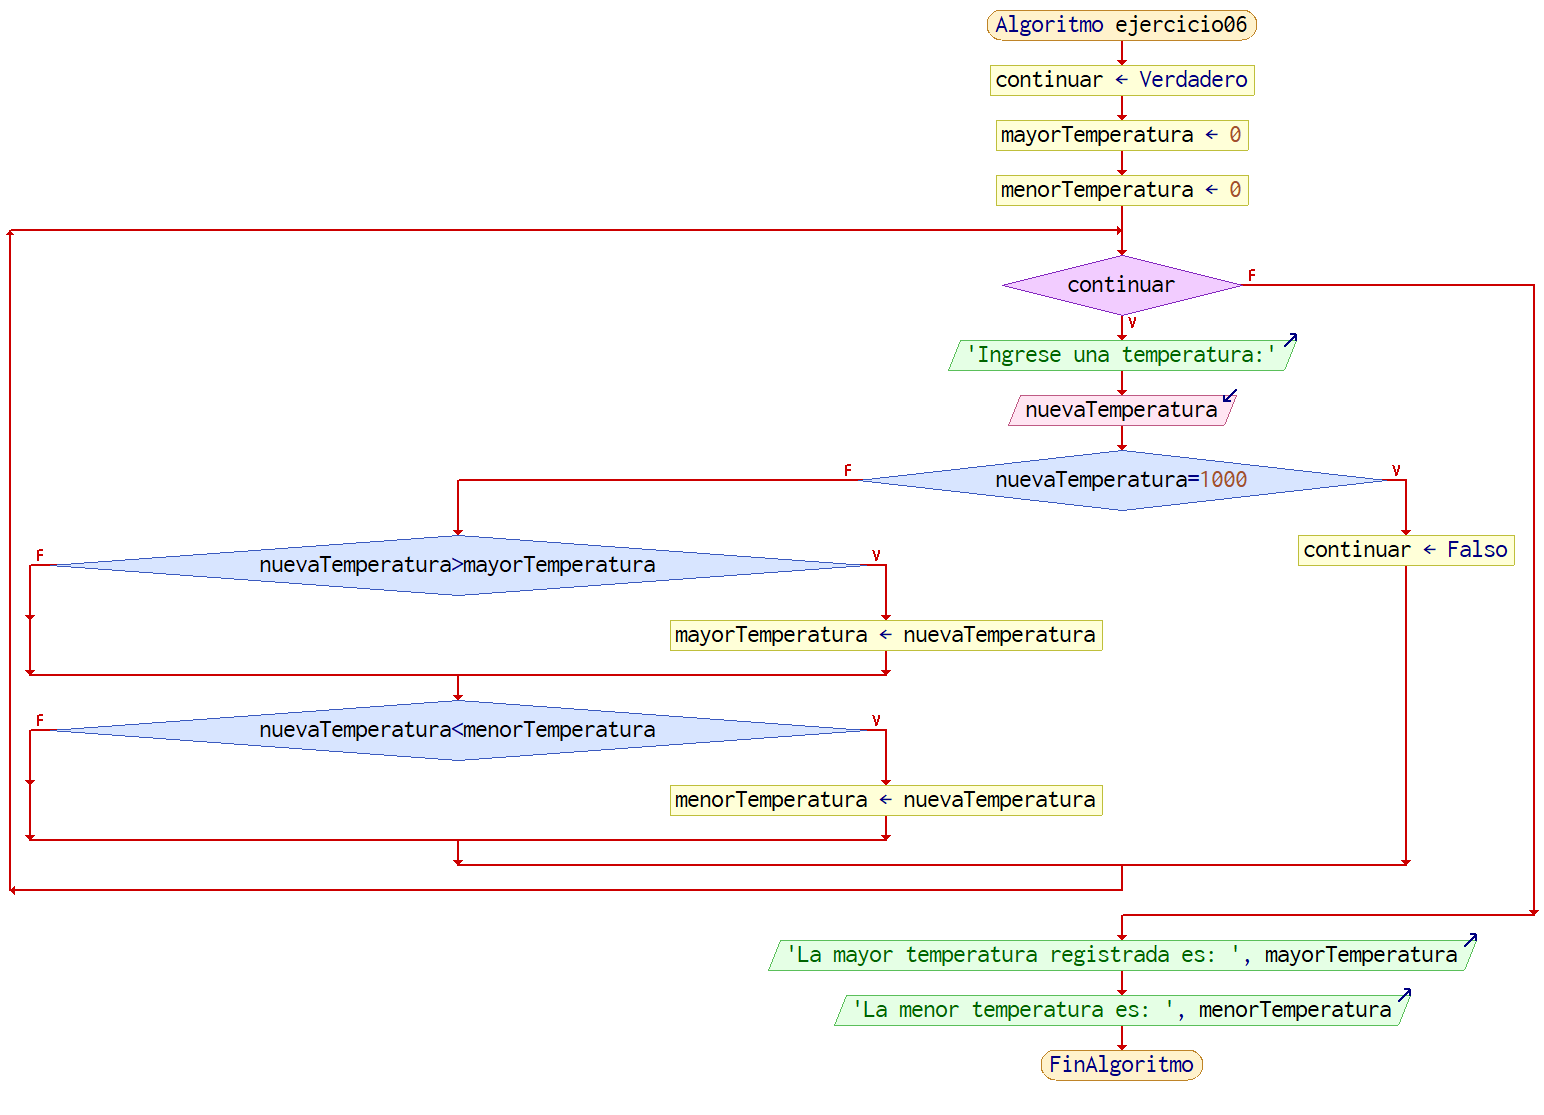 Algoritmo ejercicio06
continuar ← Verdadero
mayorTemperatura ← 0
menorTemperatura ← 0
continuar
F
V
'Ingrese una temperatura:'
nuevaTemperatura
nuevaTemperatura=1000
F
V
continuar ← Falso
nuevaTemperatura>mayorTemperatura
F
V
mayorTemperatura ← nuevaTemperatura
nuevaTemperatura<menorTemperatura
F
V
menorTemperatura ← nuevaTemperatura
'La mayor temperatura registrada es: ', mayorTemperatura
'La menor temperatura es: ', menorTemperatura
FinAlgoritmo